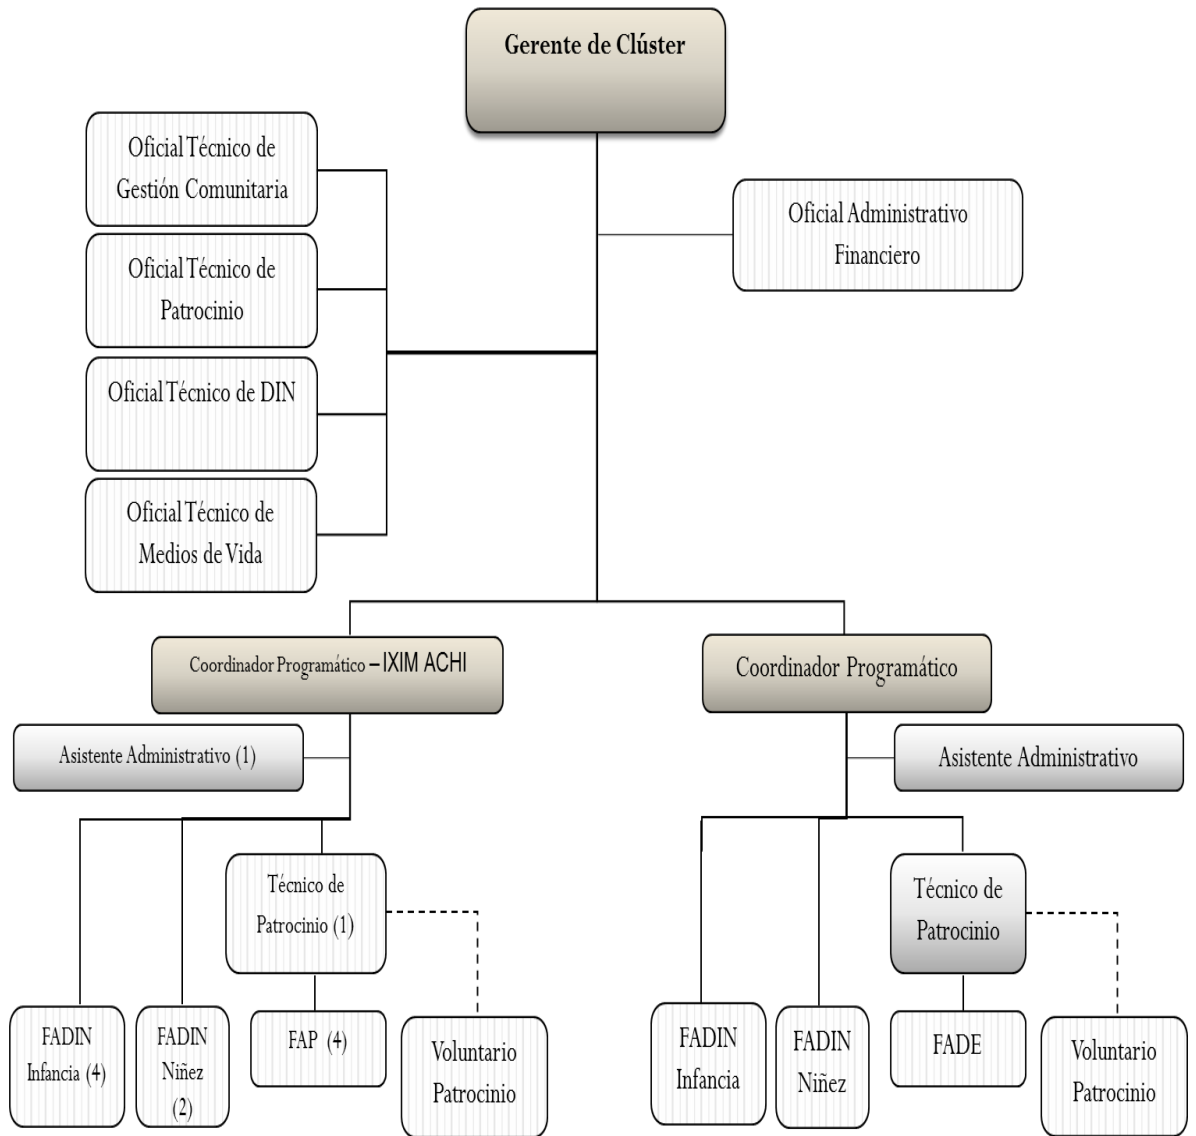 Gerente de Clúster
Oficial Técnico de
Gestión Comunitaria
Oficial Administrativo
Financiero
Oficial Técnico de
Patrocinio
Oficial Técnico de DIN
Oficial Técnico de
Medios de Vida
Coordinador Programático – IXIM ACHI
Coordinador Programático
Asistente Administrativo (1)
Asistente Administrativo
Técnico de
Patrocinio (1)
Técnico de
Patrocinio
FADIN
Infancia (4)
FADIN
Niñez
(2)
FAP (4)
Voluntario
Patrocinio
FADIN
Infancia
FADIN
Niñez
FADE
Voluntario
Patrocinio